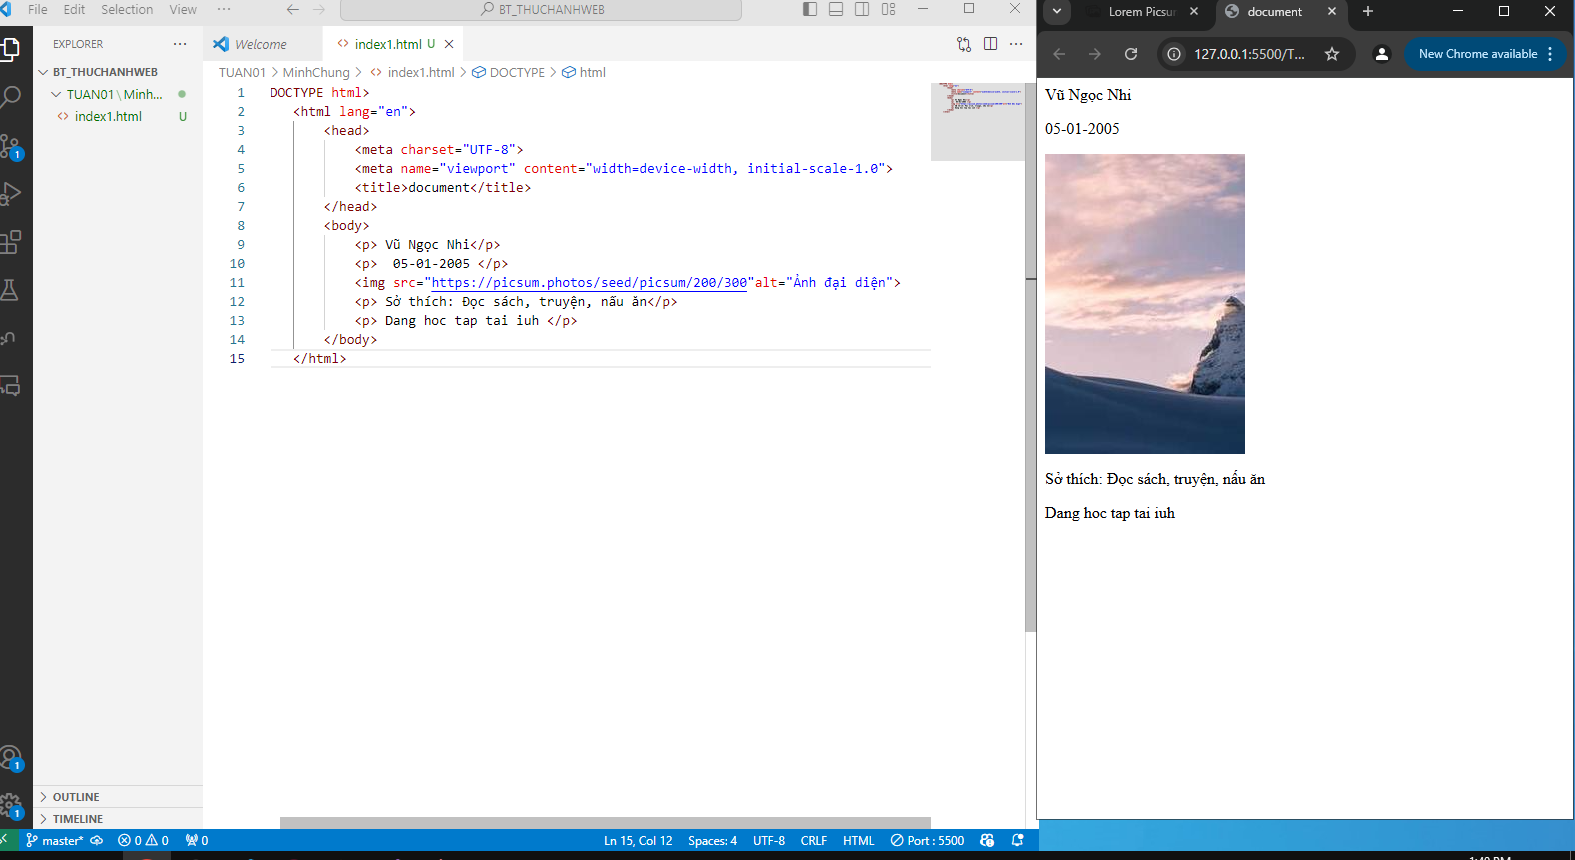 File Edit Selection View ···
BT_THUCHANHWEB
EXPLORER
BT_THUCHANHWEB
TUAN01 \ Minh...
index1.html U
Welcome
index1.html U
TUAN01 > MinhChung > index1.html > DOCTYPE > html
1 DOCTYPE html>
2 <html lang="en">
3 <head>
4 <meta charset="UTF-8">
5 <meta name="viewport" content="width=device-width, initial-scale-1.0">
6 <title>document</title>
7 </head>
8 <body>
9 <p> Vũ Ngọc Nhi</p>
10 <p>  05-01-2005 </p>
11 <img src="https://picsum.photos/seed/picsum/200/300"alt="Ảnh đại diện">
12 <p> Sở thích: Đọc sách, truyện, nấu ăn</p>
13 <p> Dang hoc tap tai iuh </p>
14 </body>
15 </html>
1
1
1
OUTLINE
TIMELINE
master* 0 0 0
Ln 15, Col 12 Spaces: 4 UTF-8 CRLF HTML Port : 5500
Lorem Picsu
document
127.0.0.1:5500/T...
New Chrome available
Vũ Ngọc Nhi
05-01-2005
Sở thích: Đọc sách, truyện, nấu ăn
Dang hoc tap tai iuh